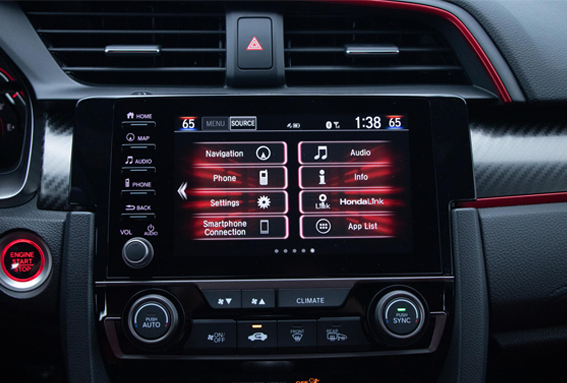 HOME
MAP
AUDIO
PHONE
BACK
VOL AUDIO
65 MENU SOURCE 1:38 65
Navigation Audio
Phone Info
Settings Link HondaLink
Smartphone
Connection App List
ENGINE
START
STOP
CLIMATE
PUSH
AUTO
PUSH
SYNC
ON/
OFF
FRONT
REAR
OFF